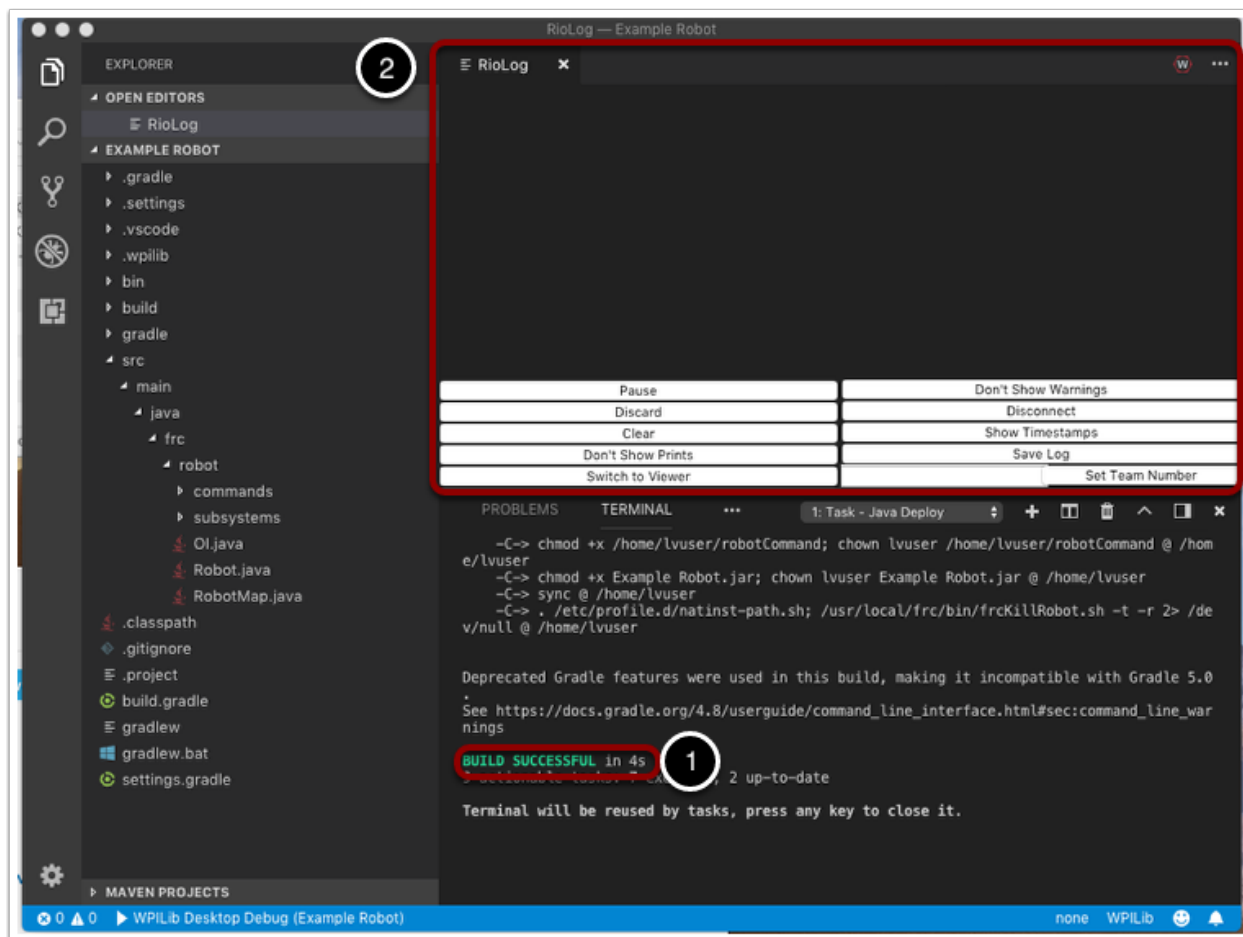 RioLog — Example Robot
EXPLORER
2
RioLog
W
OPEN EDITORS
RioLog
EXAMPLE ROBOT
.gradle
.settings
.vscode
.wpilib
bin
build
gradle
src
main
java
frc
robot
commands
subsystems
OI.java
Robot.java
RobotMap.java
.classpath
.gitignore
.project
build.gradle
gradlew
gradlew.bat
settings.gradle
MAVEN PROJECTS
Pause
Don't Show Warnings
Discard
Disconnect
Clear
Show Timestamps
Don't Show Prints
Save Log
Switch to Viewer
Set Team Number
PROBLEMS TERMINAL ••• 1: Task - Java Deploy
-C-> chmod +x /home/lvuser/robotCommand; chown lvuser /home/lvuser/robotCommand @ /hom
e/lvuser
-C-> chmod +x Example Robot.jar; chown lvuser Example Robot.jar @ /home/lvuser
-C-> sync @ /home/lvuser
-C-> . /etc/profile.d/natinst-path.sh; /usr/local/frc/bin/frcKillRobot.sh -t -r 2> /de
v/null @ /home/lvuser
Deprecated Gradle features were used in this build, making it incompatible with Gradle 5.0
.
See https://docs.gradle.org/4.8/userguide/command_line_interface.html#sec:command_line_war
nings
BUILD SUCCESSFUL in 4s
1
, 2 up-to-date
Terminal will be reused by tasks, press any key to close it.
0 0 WPILib Desktop Debug (Example Robot)
none WPILib